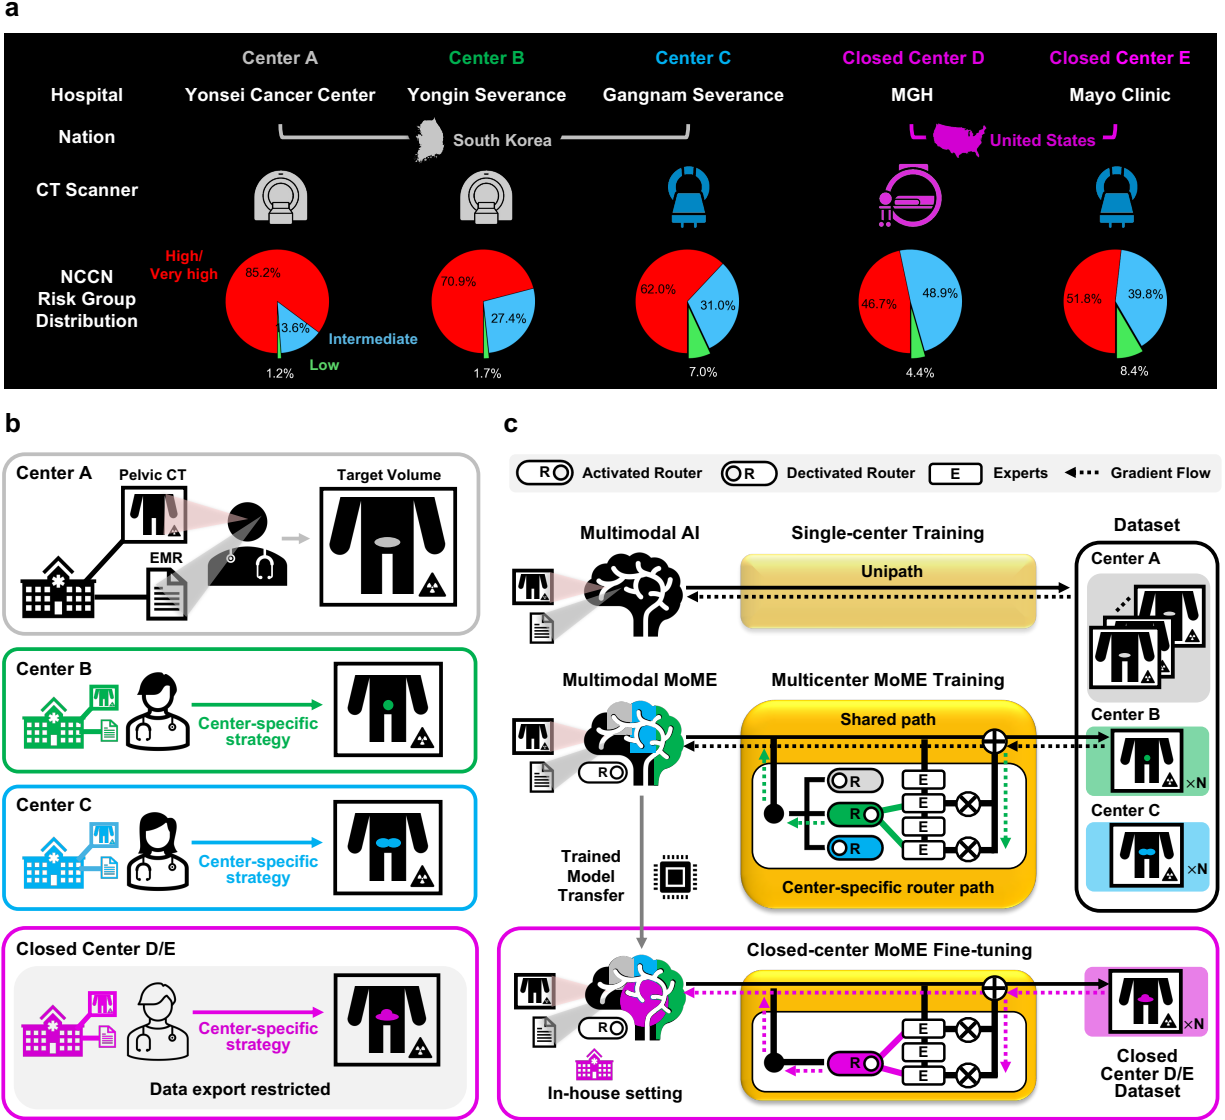 a
Center A
Center B
Center C
Closed Center D
Closed Center E
Hospital
Yonsei Cancer Center
Yongin Severance
Gangnam Severance
MGH
Mayo Clinic
Nation
South Korea
United States
CT Scanner
NCCN
Risk Group
Distribution
High/
Very high
85.2%
13.6%
1.2%
Intermediate
Low
70.9%
27.4%
1.7%
62.0%
31.0%
7.0%
46.7%
48.9%
4.4%
51.8%
39.8%
8.4%
b
Center A
Pelvic CT
EMR
Target Volume
Center B
Center-specific
strategy
Center C
Center-specific
strategy
Closed Center D/E
Center-specific
strategy
Data export restricted
c
R
Activated Router
R
Dectivated Router
E
Experts
Gradient Flow
Multimodal AI
Single-center Training
Unipath
Dataset
Center A
Multimodal MoME
R
Multicenter MoME Training
Shared path
R
R
R
E
E
E
E
Center-specific router path
Center B
×N
Center C
×N
Trained
Model
Transfer
Closed-center MoME Fine-tuning
R
In-house setting
R
E
E
E
×N
Closed
Center D/E
Dataset